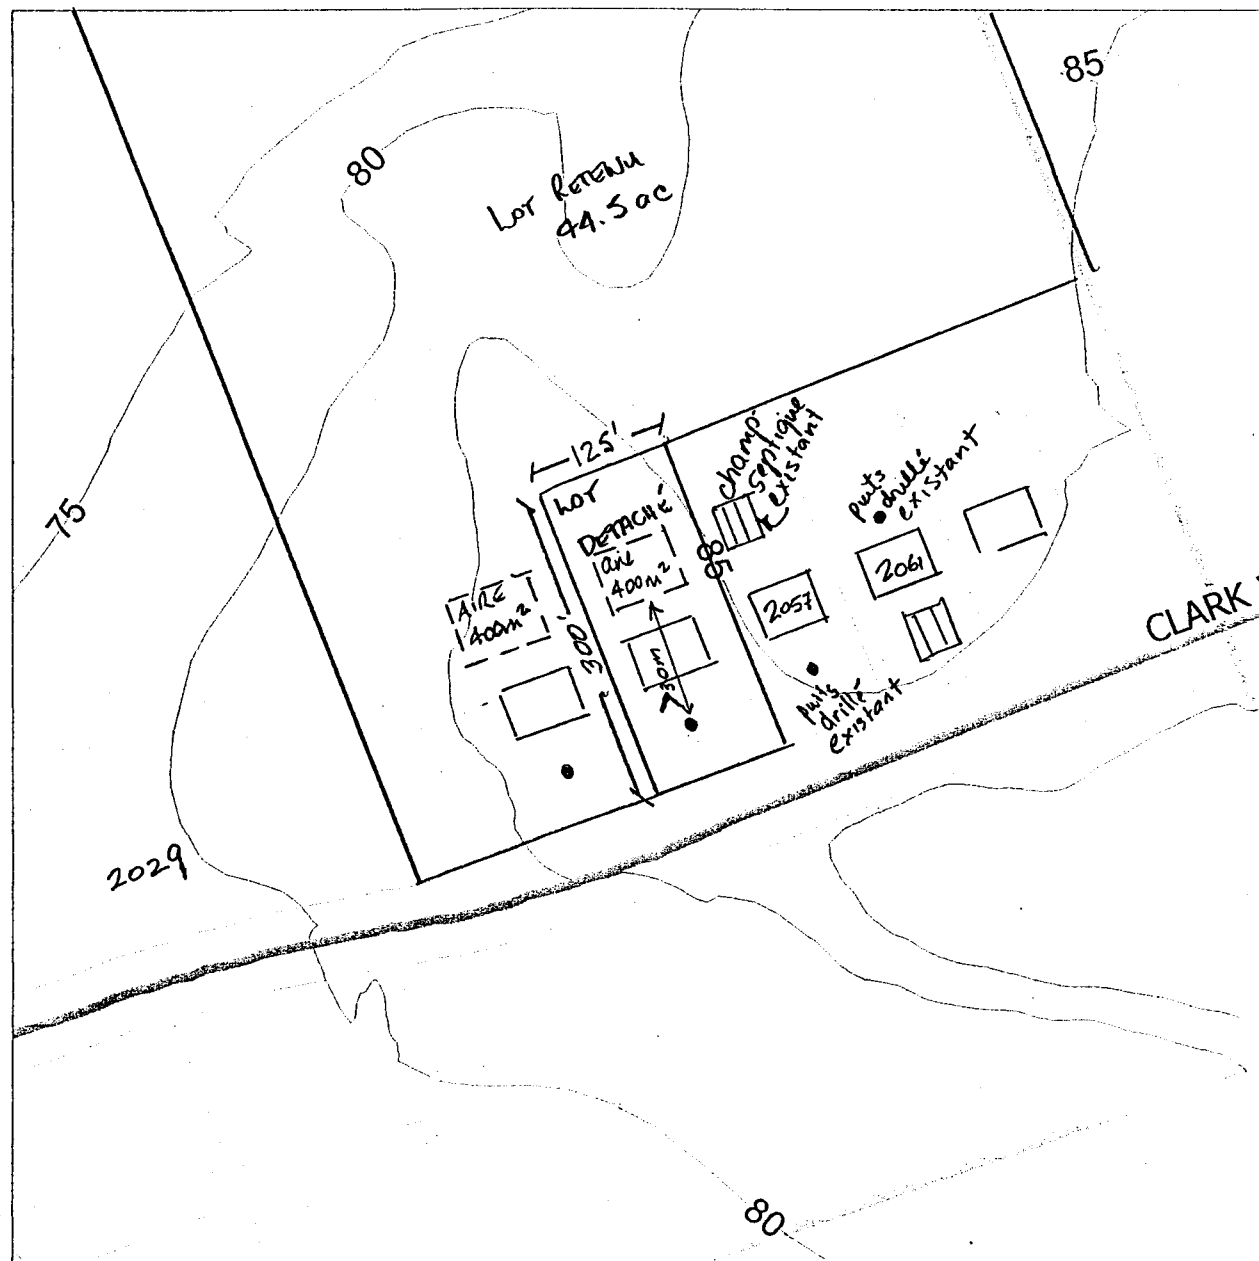 85
80
LOT RETENU
44.5 ac
125'
champ
septique
existant
puits
drillé
existant
75
LOT
DETACHÉ
aire
400m²
85
AIRE
400m²
300'
2057
2061
CLARK
>30m
puits
drillé
existant
2029
80